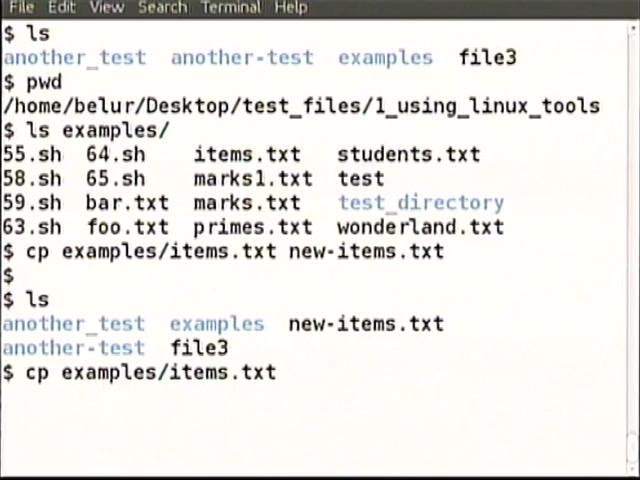 File Edit View Search Terminal Help
$ ls
another_test another-test examples file3
$ pwd
/home/belur/Desktop/test_files/1_using_linux_tools
$ ls examples/
55.sh 64.sh items.txt students.txt
58.sh 65.sh marks1.txt test
59.sh bar.txt marks.txt test_directory
63.sh foo.txt primes.txt wonderland.txt
$ cp examples/items.txt new-items.txt
$
$ ls
another_test examples new-items.txt
another-test file3
$ cp examples/items.txt